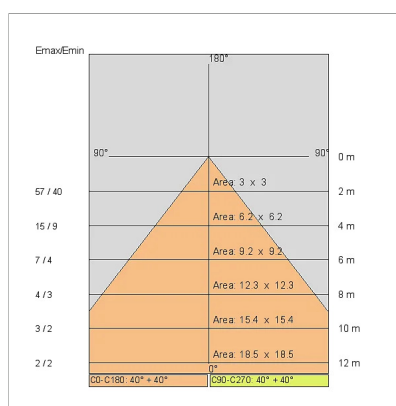 Emax/Emin
180°
90° 90° 0 m
Area: 3 x 3
57 / 40 2 m
Area: 6.2 x 6.2
15 / 9 4 m
Area: 9.2 x 9.2
7 / 4 6 m
Area: 12.3 x 12.3
4 / 3 8 m
Area: 15.4 x 15.4
3 / 2 10 m
Area: 18.5 x 18.5
2 / 2 12 m
0°
C0-C180: 40° + 40° C90-C270: 40° + 40°